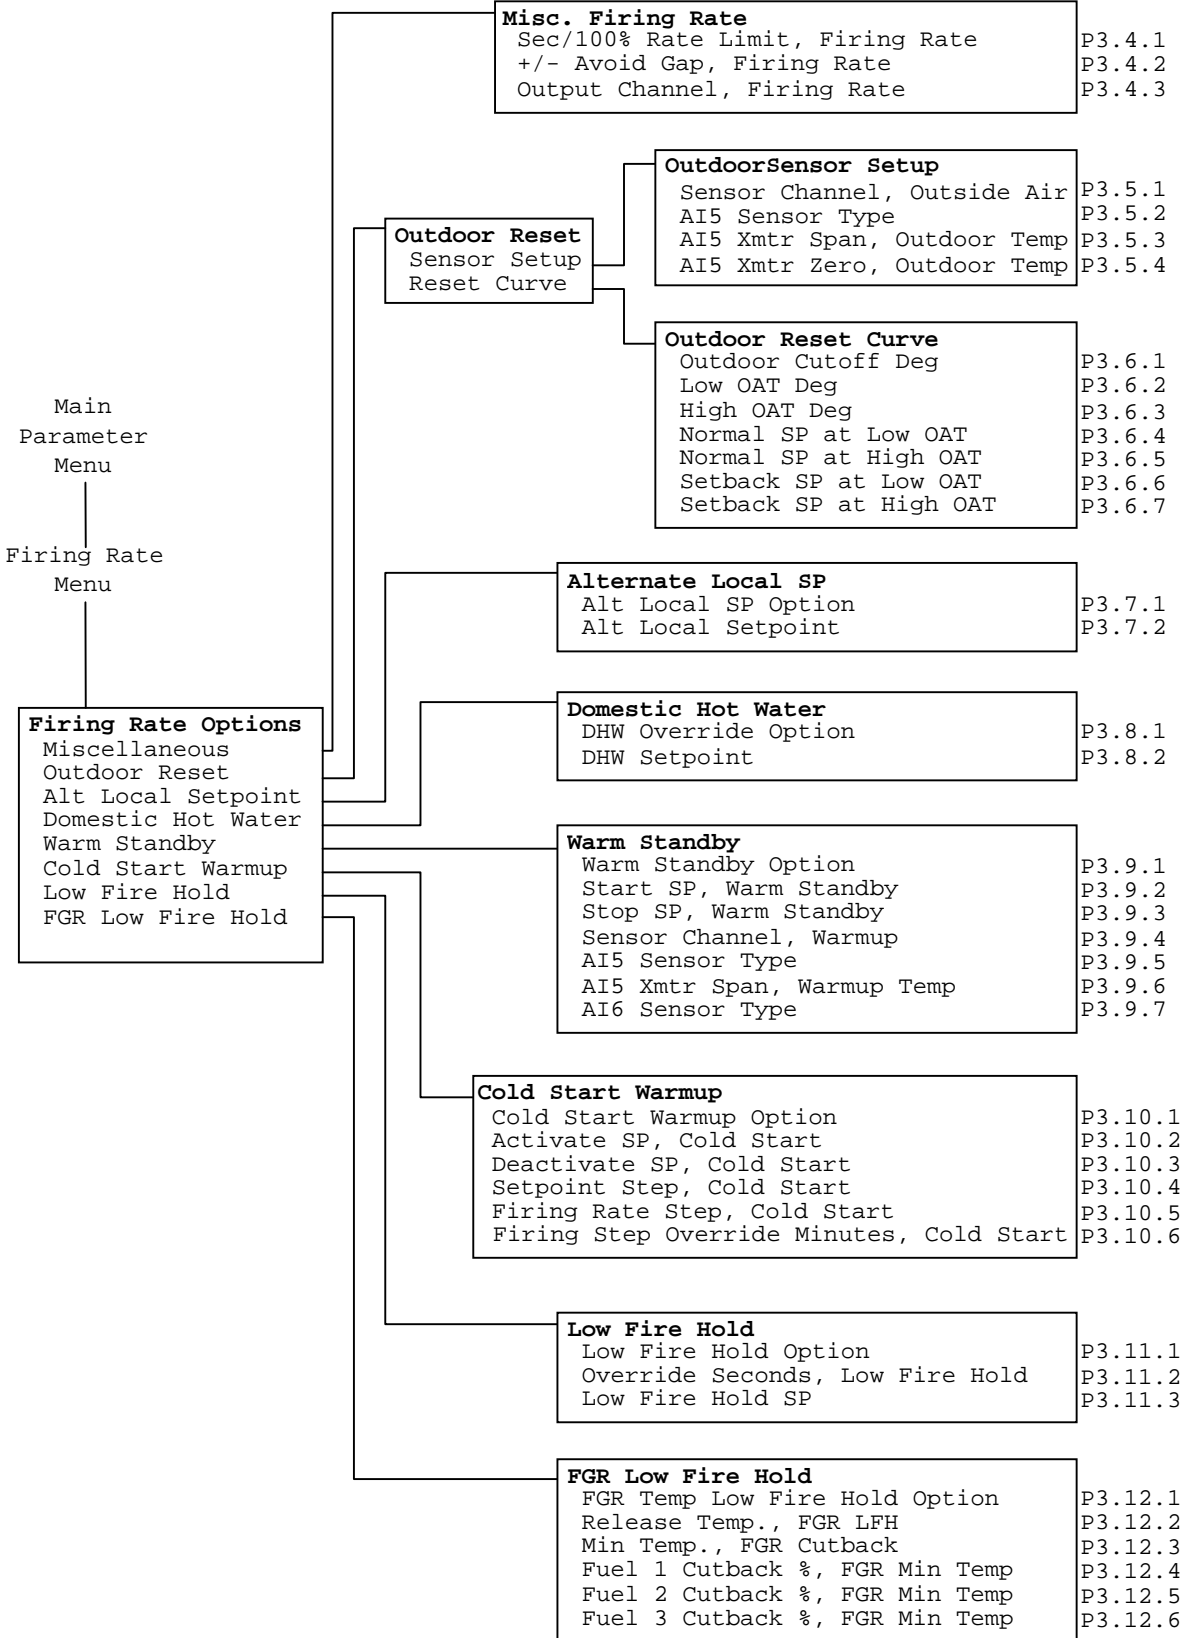 Misc. Firing Rate
Sec/100% Rate Limit, Firing Rate P3.4.1
+/- Avoid Gap, Firing Rate P3.4.2
Output Channel, Firing Rate P3.4.3
OutdoorSensor Setup
Sensor Channel, Outside Air P3.5.1
AI5 Sensor Type P3.5.2
AI5 Xmtr Span, Outdoor Temp P3.5.3
AI5 Xmtr Zero, Outdoor Temp P3.5.4
Outdoor Reset
Sensor Setup
Reset Curve
Outdoor Reset Curve
Outdoor Cutoff Deg P3.6.1
Low OAT Deg P3.6.2
High OAT Deg P3.6.3
Normal SP at Low OAT P3.6.4
Normal SP at High OAT P3.6.5
Setback SP at Low OAT P3.6.6
Setback SP at High OAT P3.6.7
Main
Parameter
Menu
Firing Rate
Menu
Alternate Local SP
Alt Local SP Option P3.7.1
Alt Local Setpoint P3.7.2
Firing Rate Options
Miscellaneous
Outdoor Reset
Alt Local Setpoint
Domestic Hot Water
Warm Standby
Cold Start Warmup
Low Fire Hold
FGR Low Fire Hold
Domestic Hot Water
DHW Override Option P3.8.1
DHW Setpoint P3.8.2
Warm Standby
Warm Standby Option P3.9.1
Start SP, Warm Standby P3.9.2
Stop SP, Warm Standby P3.9.3
Sensor Channel, Warmup P3.9.4
AI5 Sensor Type P3.9.5
AI5 Xmtr Span, Warmup Temp P3.9.6
AI6 Sensor Type P3.9.7
Cold Start Warmup
Cold Start Warmup Option P3.10.1
Activate SP, Cold Start P3.10.2
Deactivate SP, Cold Start P3.10.3
Setpoint Step, Cold Start P3.10.4
Firing Rate Step, Cold Start P3.10.5
Firing Step Override Minutes, Cold Start P3.10.6
Low Fire Hold
Low Fire Hold Option P3.11.1
Override Seconds, Low Fire Hold P3.11.2
Low Fire Hold SP P3.11.3
FGR Low Fire Hold
FGR Temp Low Fire Hold Option P3.12.1
Release Temp., FGR LFH P3.12.2
Min Temp., FGR Cutback P3.12.3
Fuel 1 Cutback %, FGR Min Temp P3.12.4
Fuel 2 Cutback %, FGR Min Temp P3.12.5
Fuel 3 Cutback %, FGR Min Temp P3.12.6